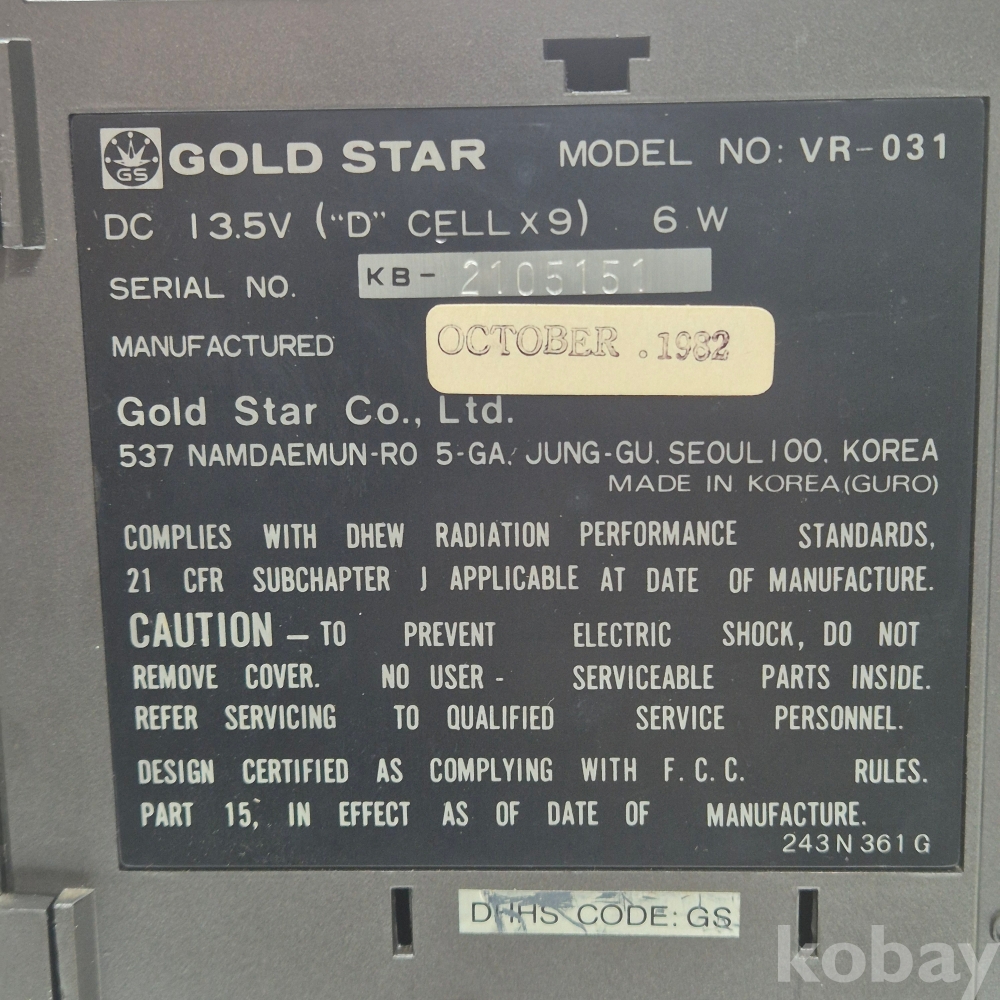 GS GOLD STAR MODEL NO: VR-031
DC 13.5V ("D" CELL x 9) 6 W
SERIAL NO. KB- 2105151
MANUFACTURED OCTOBER . 1982
Gold Star Co., Ltd.
537 NAMDAEMUN-RO 5-GA, JUNG-GU. SEOUL 100. KOREA
MADE IN KOREA (GURO)
COMPLIES WITH DHEW RADIATION PERFORMANCE STANDARDS,
21 CFR SUBCHAPTER J APPLICABLE AT DATE OF MANUFACTURE.
CAUTION – TO PREVENT ELECTRIC SHOCK, DO NOT
REMOVE COVER. NO USER - SERVICEABLE PARTS INSIDE.
REFER SERVICING TO QUALIFIED SERVICE PERSONNEL.
DESIGN CERTIFIED AS COMPLYING WITH F. C. C. RULES.
PART 15, IN EFFECT AS OF DATE OF MANUFACTURE.
243 N 361 G
DHHS CODE: GS
kobay